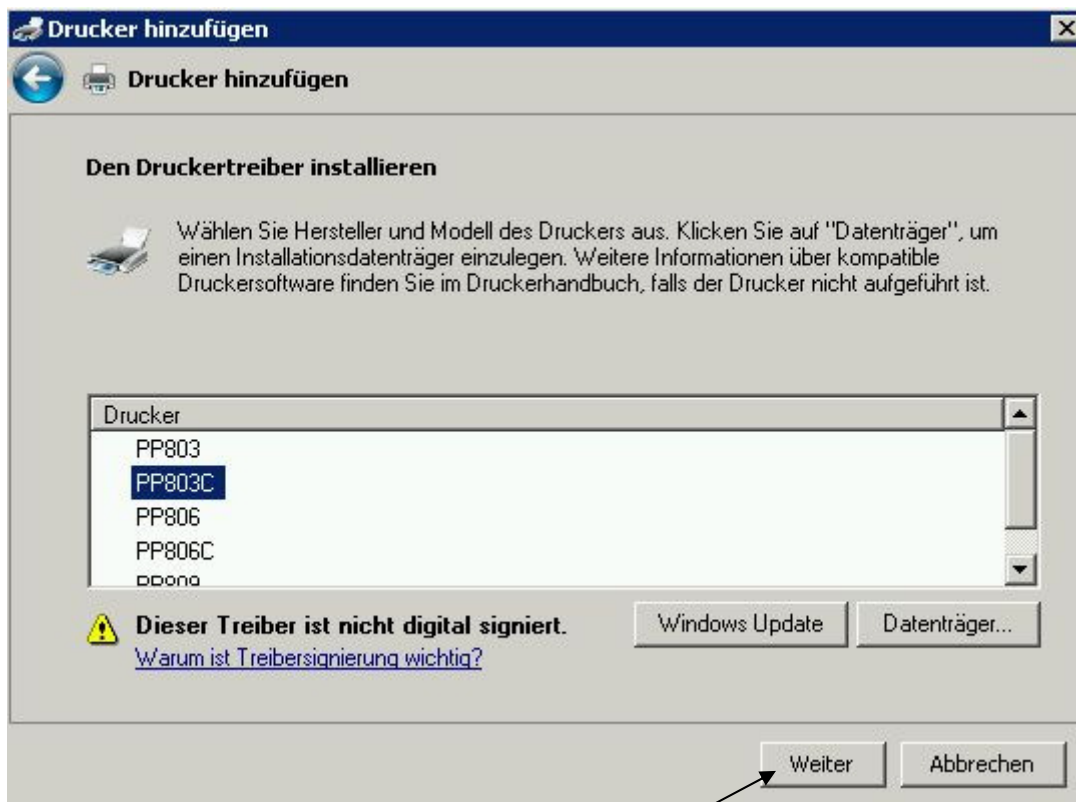 Drucker hinzufügen
Drucker hinzufügen
Den Druckertreiber installieren
Wählen Sie Hersteller und Modell des Druckers aus. Klicken Sie auf "Datenträger", um
einen Installationsdatenträger einzulegen. Weitere Informationen über kompatible
Druckersoftware finden Sie im Druckerhandbuch, falls der Drucker nicht aufgeführt ist.
Drucker
PP803
PP803C
PP806
PP806C
Dieser Treiber ist nicht digital signiert.
Warum ist Treibersignierung wichtig?
Windows Update
Datenträger...
Weiter
Abbrechen